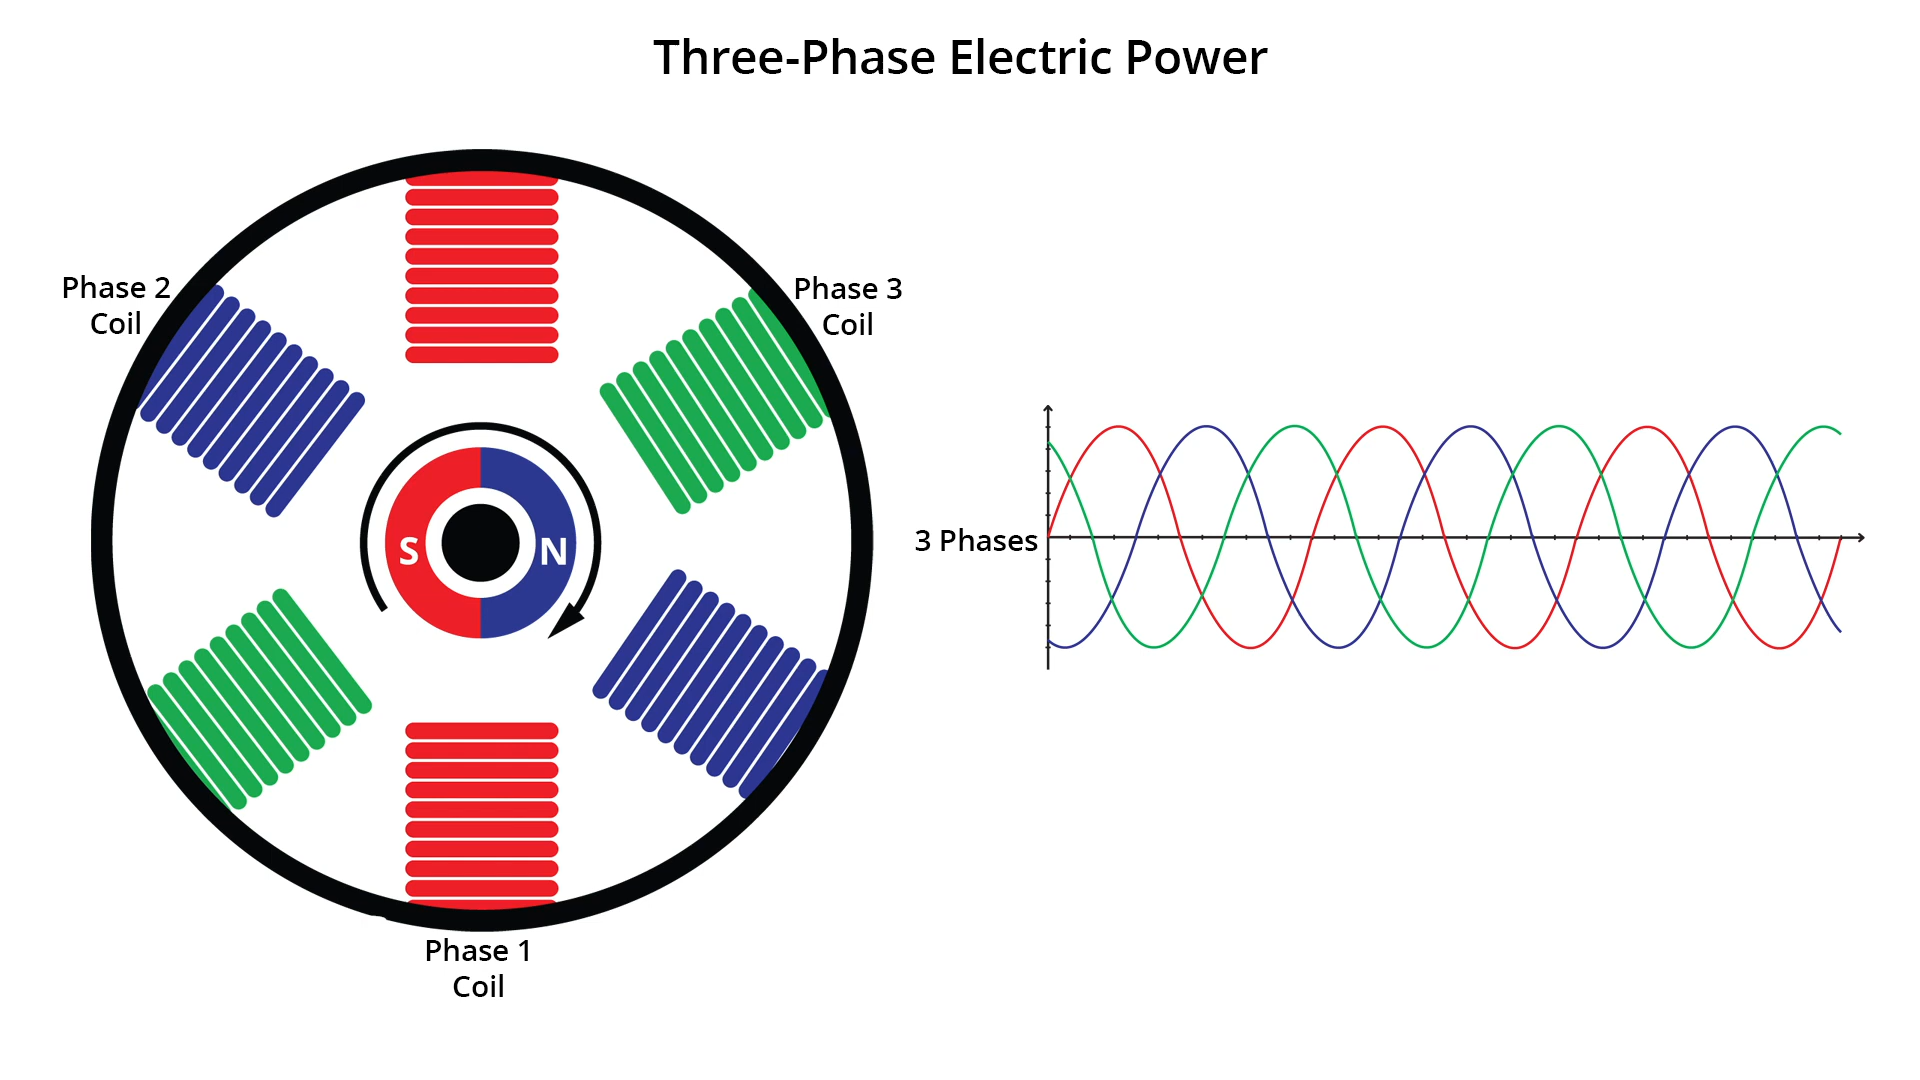 Three-Phase Electric Power
Phase 2
Coil
Phase 3
Coil
S
N
3 Phases
Phase 1
Coil